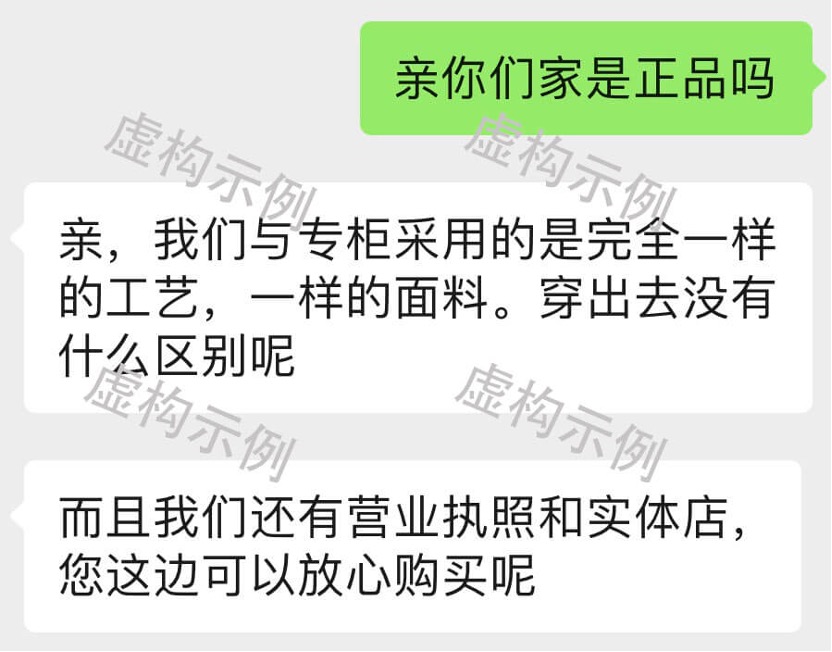 亲你们家是正品吗
虚构示例
虚构示例
亲，我们与专柜采用的是完全一样
的工艺，一样的面料。穿出去没有
什么区别呢
虚构示例
虚构示例
而且我们还有营业执照和实体店，
您这边可以放心购买呢